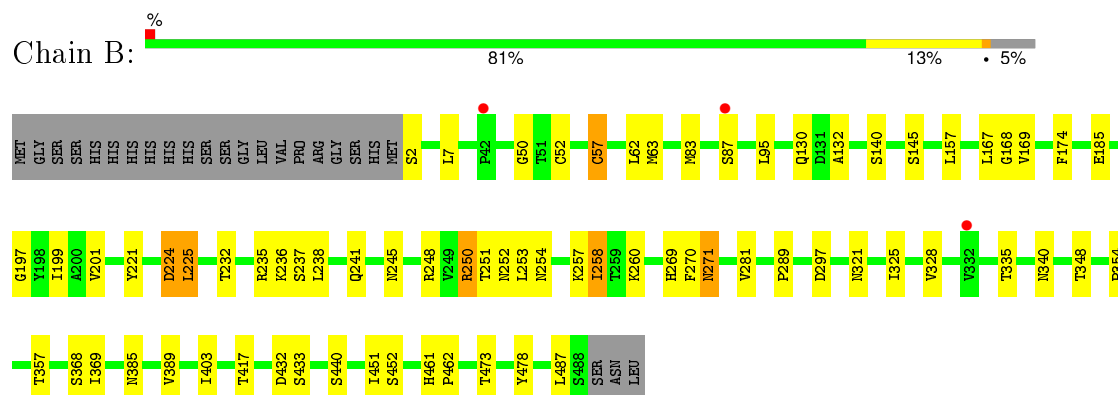 %
Chain B:
81% 13% • 5%
MET GLY SER SER HIS HIS HIS HIS HIS HIS SER SER GLY LEU VAL PRO ARG GLY SER HIS MET S2 L7 P42 G50 T51 C52 C57 L62 M63 M83 S87 L95 Q130 D131 A132 S140 S145 L157 L167 G168 V169 F174 E185
G197 Y198 I199 A200 V201 Y221 D224 L225 T232 R235 K236 S237 L238 Q241 N245 R248 V249 R250 T251 N252 L253 N254 K257 I258 T259 K260 H269 F270 N271 V281 P289 D297 N321 I325 V328 V332 T335 N340 T348
T357 S368 I369 N385 V389 I403 T417 D432 S433 S440 I451 S452 H461 P462 T473 Y478 L487 S488 SER ASN LEU